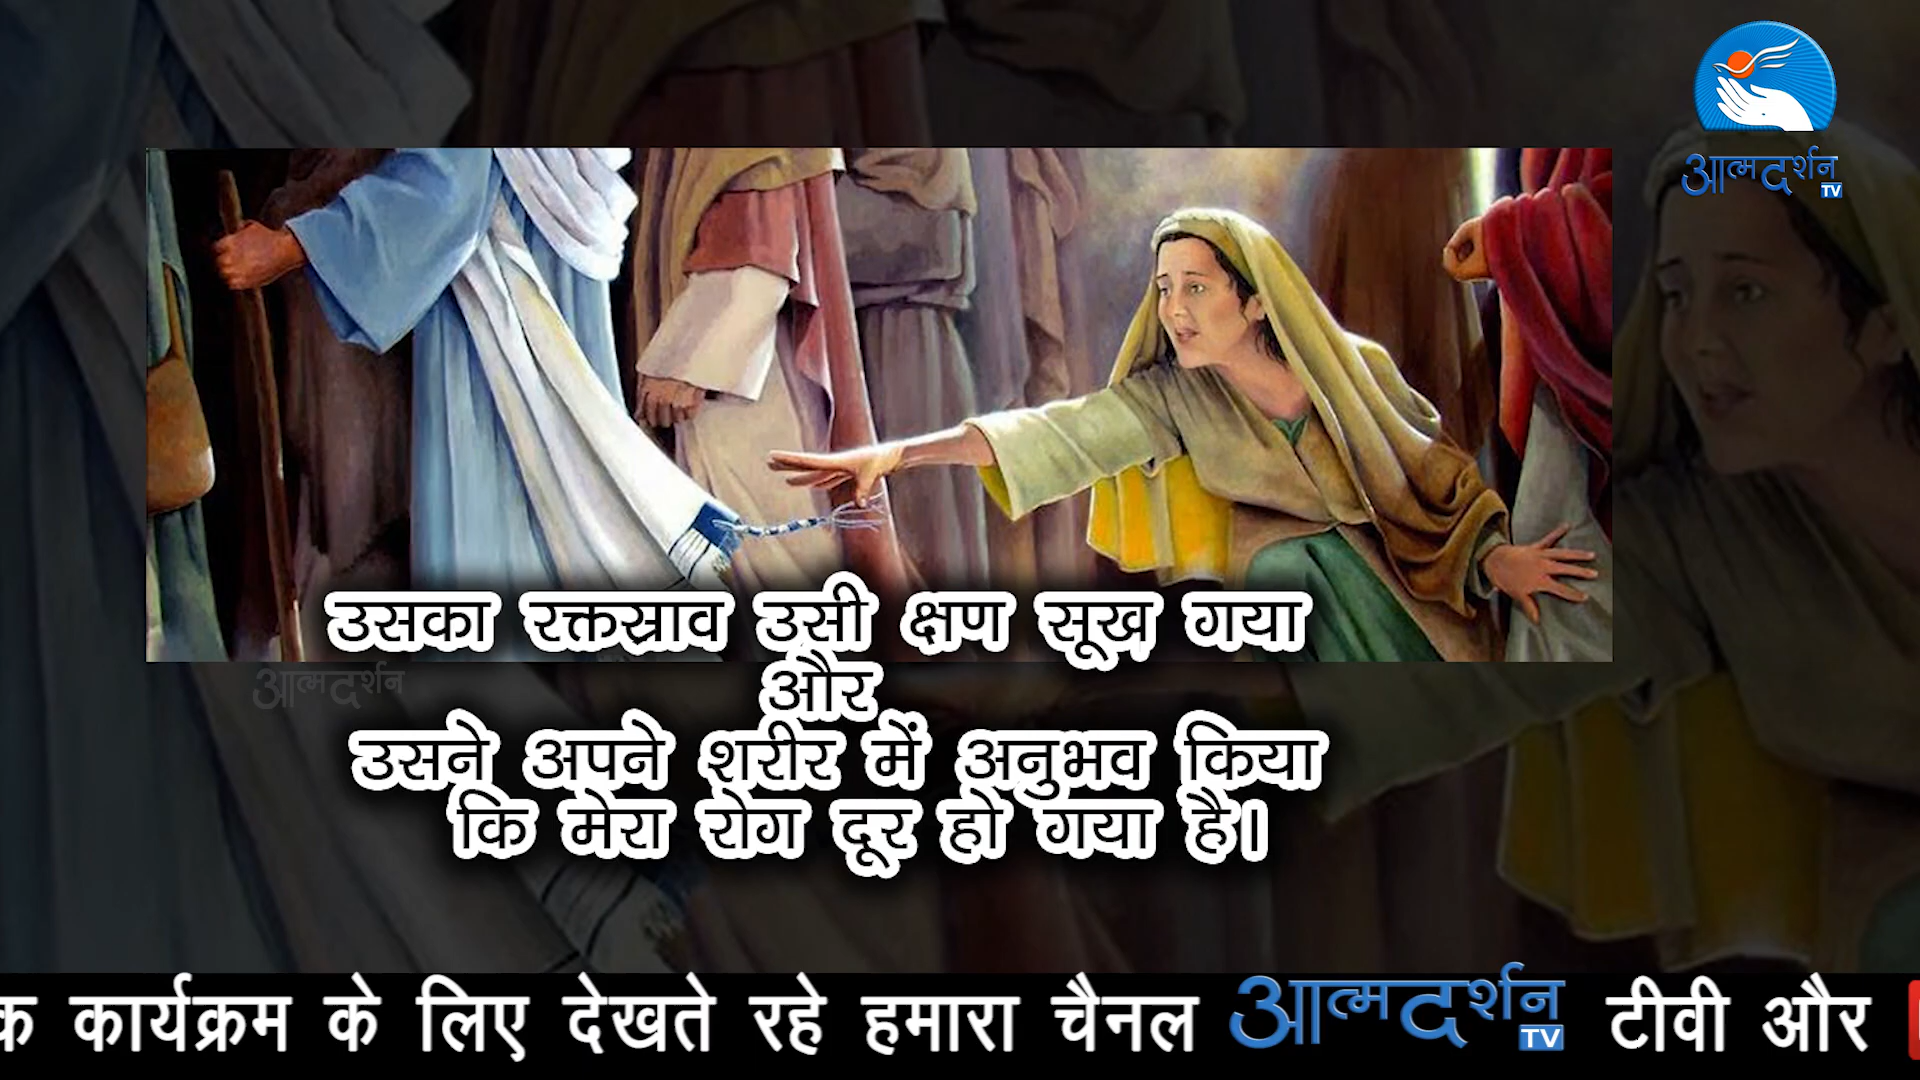 आत्मदर्शन
TV
उसका रक्तस्राव उसी क्षण सूख गया
और
आत्मदर्शन
उसने अपने शरीर में अनुभव किया
कि मेरा रोग दूर हो गया है।
कार्यक्रम के लिए देखते रहे हमारा चैनल आत्मदर्शन TV टीवी और